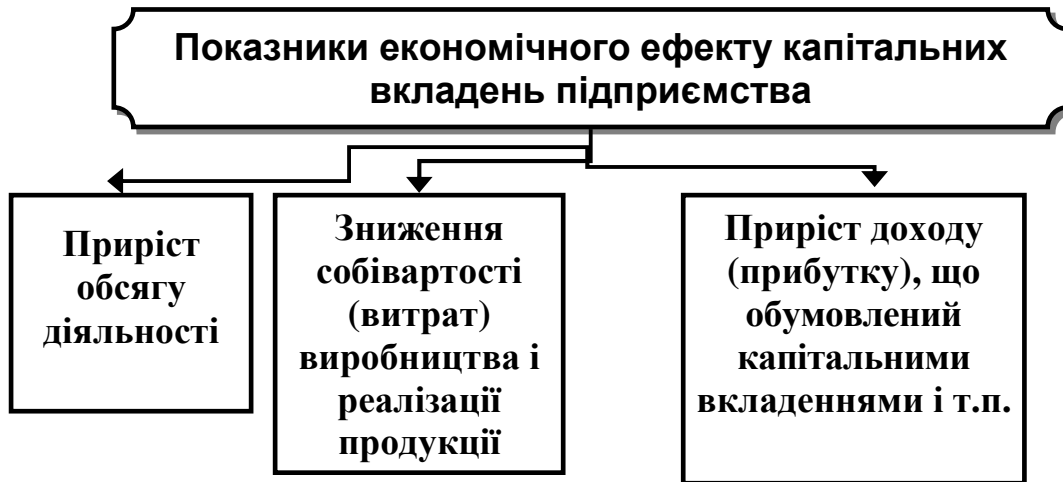 Показники економічного ефекту капітальних
вкладень підприємства
Приріст
обсягу
діяльності
Зниження
собівартості
(витрат)
виробництва і
реалізації
продукції
Приріст доходу
(прибутку), що
обумовлений
капітальними
вкладеннями і т.п.